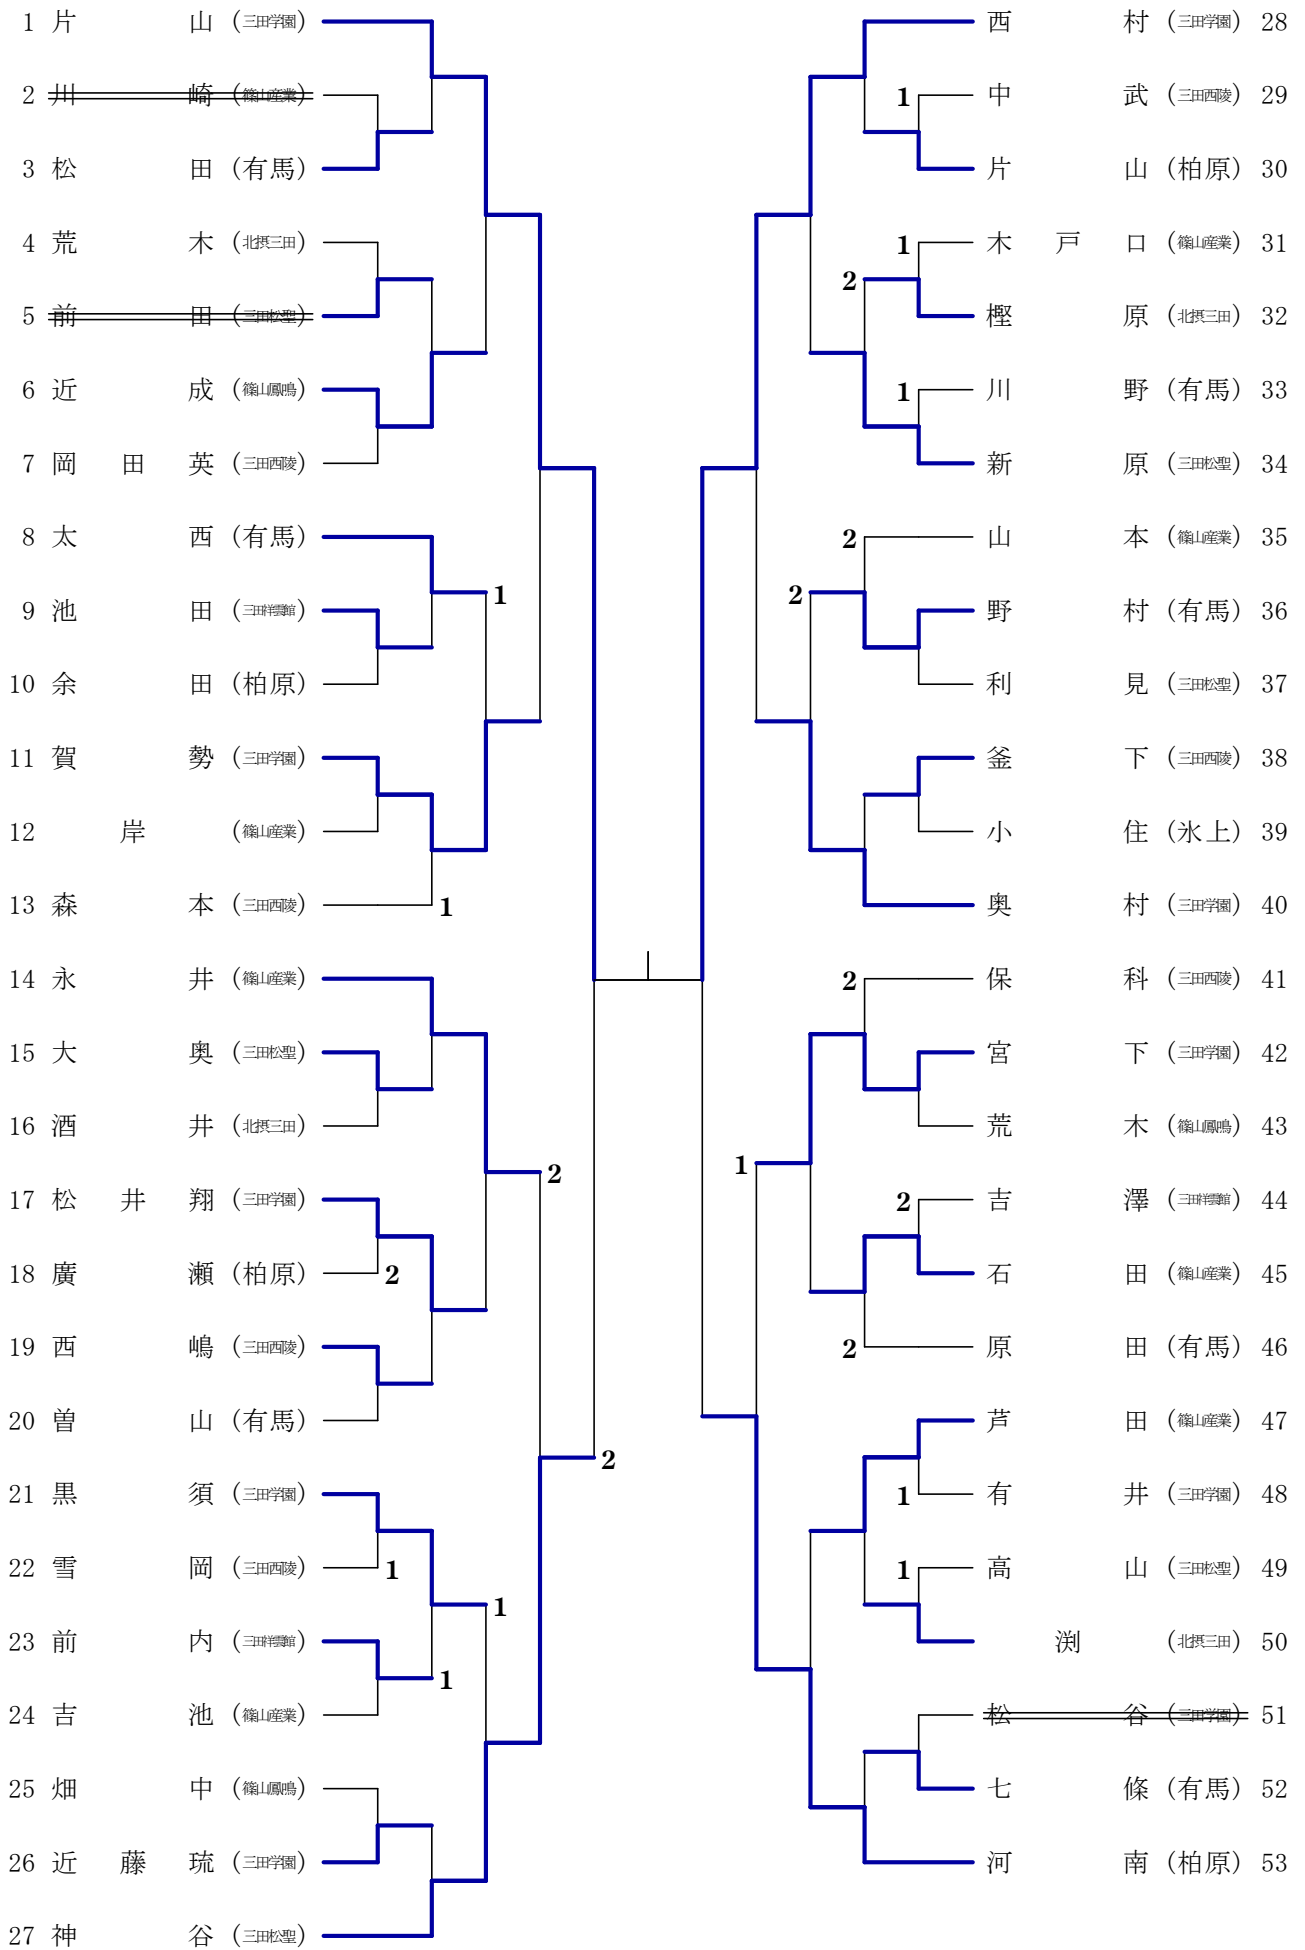 1 片山 (三田学園)
2 川崎 (篠山産業)
3 松田 (有馬)
4 荒木 (北摂三田)
5 前田 (三田松聖)
6 近成 (篠山鳳鳴)
7 岡田英 (三田西陵)
8 太西 (有馬)
9 池田 (三田祥雲館)
10 余田 (柏原)
11 賀勢 (三田学園)
12 岸 (篠山産業)
13 森本 (三田西陵)
14 永井 (篠山産業)
15 大奥 (三田松聖)
16 酒井 (北摂三田)
17 松井翔 (三田学園)
18 廣瀬 (柏原)
19 西嶋 (三田西陵)
20 曽山 (有馬)
21 黒須 (三田学園)
22 雪岡 (三田西陵)
23 前内 (三田祥雲館)
24 吉池 (篠山産業)
25 畑中 (篠山鳳鳴)
26 近藤琉 (三田学園)
27 神谷 (三田松聖)
1
1
2
2
2
1
1
1
西村 (三田学園) 28
1 中武 (三田西陵) 29
片山 (柏原) 30
1 木戸口 (篠山産業) 31
2
樫原 (北摂三田) 32
1 川野 (有馬) 33
新原 (三田松聖) 34
2 山本 (篠山産業) 35
2 野村 (有馬) 36
利見 (三田松聖) 37
釜下 (三田西陵) 38
小住 (氷上) 39
奥村 (三田学園) 40
2 保科 (三田西陵) 41
宮下 (三田学園) 42
荒木 (篠山鳳鳴) 43
1
2 吉澤 (三田祥雲館) 44
石田 (篠山産業) 45
2 原田 (有馬) 46
芦田 (篠山産業) 47
1 有井 (三田学園) 48
1 高山 (三田松聖) 49
渕 (北摂三田) 50
松谷 (三田学園) 51
七條 (有馬) 52
河南 (柏原) 53